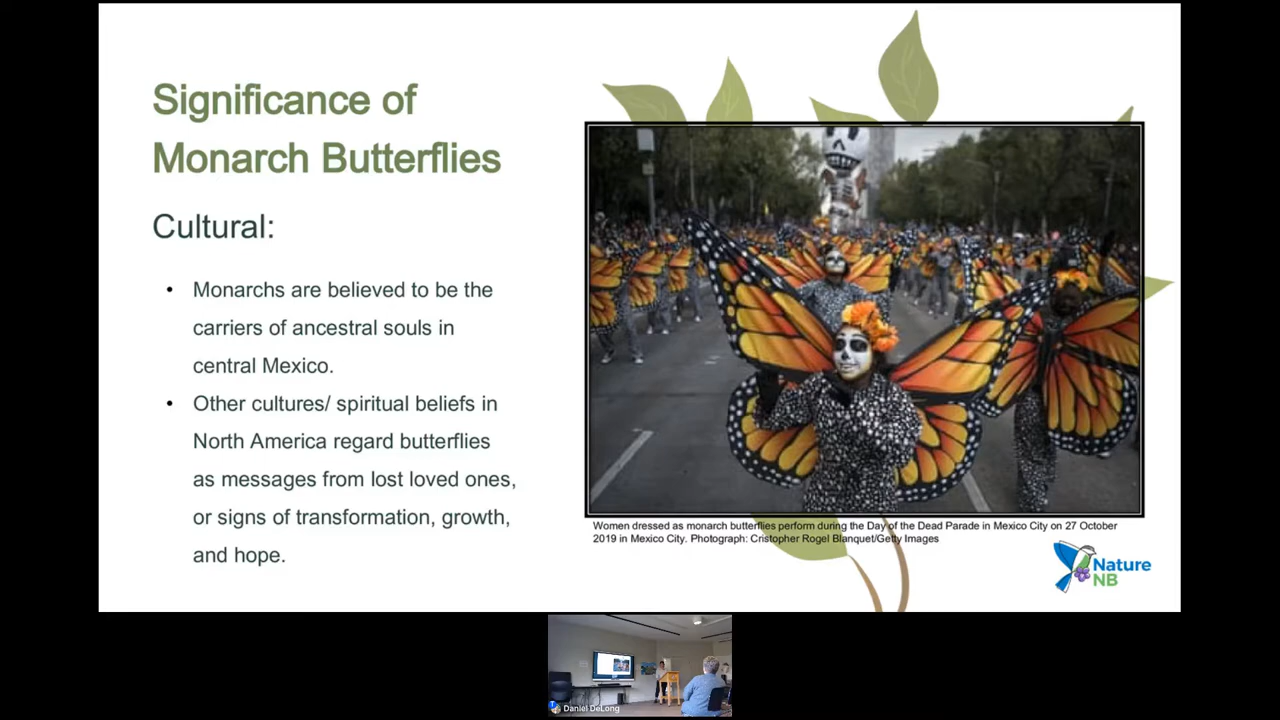 Significance of
Monarch Butterflies
Cultural:
• Monarchs are believed to be the
carriers of ancestral souls in
central Mexico.
• Other cultures/ spiritual beliefs in
North America regard butterflies
as messages from lost loved ones,
or signs of transformation, growth,
and hope.
Women dressed as monarch butterflies perform during the Day of the Dead Parade in Mexico City on 27 October
2019 in Mexico City. Photograph: Cristopher Rogel Blanquet/Getty Images
Nature
NB
Daniel DeLong